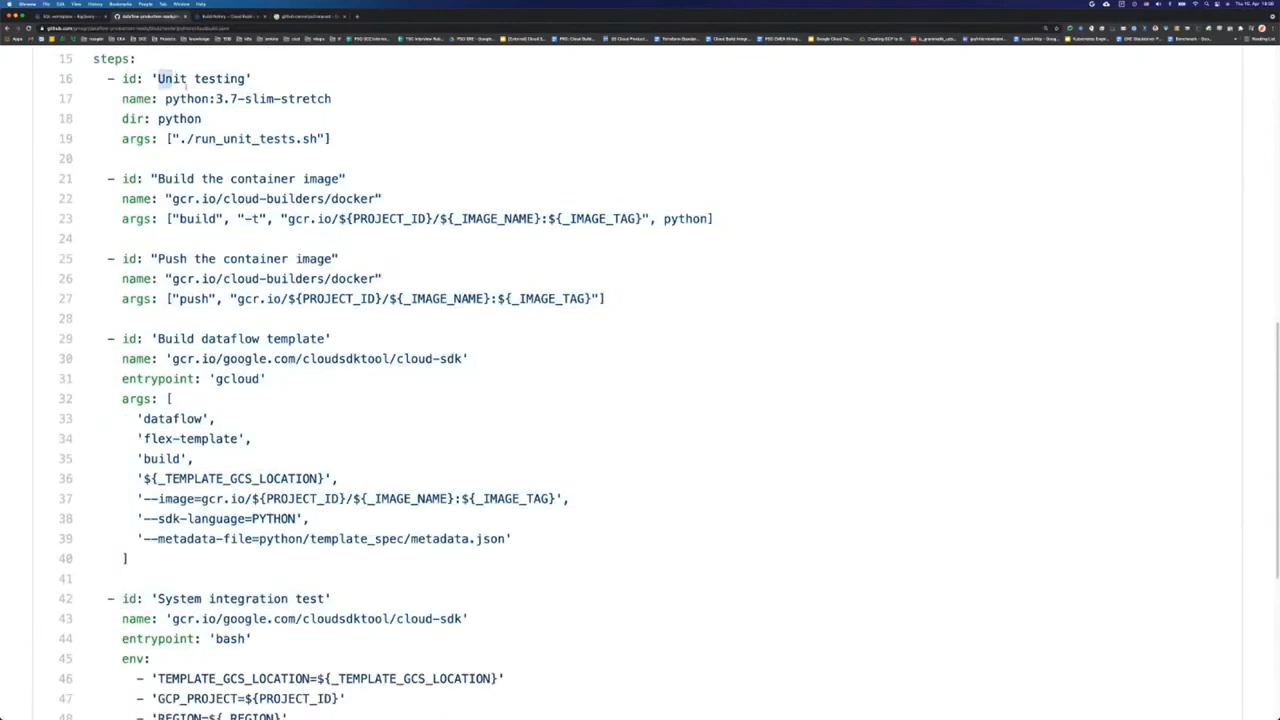 15 steps:
16 - id: 'Unit testing'
17 name: python:3.7-slim-stretch
18 dir: python
19 args: ["./run_unit_tests.sh"]
20
21 - id: "Build the container image"
22 name: "gcr.io/cloud-builders/docker"
23 args: ["build", "-t", "gcr.io/${PROJECT_ID}/${_IMAGE_NAME}:${_IMAGE_TAG}", python]
24
25 - id: "Push the container image"
26 name: "gcr.io/cloud-builders/docker"
27 args: ["push", "gcr.io/${PROJECT_ID}/${_IMAGE_NAME}:${_IMAGE_TAG}"]
28
29 - id: 'Build dataflow template'
30 name: 'gcr.io/google.com/cloudsdktool/cloud-sdk'
31 entrypoint: 'gcloud'
32 args: [
33 'dataflow',
34 'flex-template',
35 'build',
36 '${_TEMPLATE_GCS_LOCATION}',
37 '--image=gcr.io/${PROJECT_ID}/${_IMAGE_NAME}:${_IMAGE_TAG}',
38 '--sdk-language=PYTHON',
39 '--metadata-file=python/template_spec/metadata.json'
40 ]
41
42 - id: 'System integration test'
43 name: 'gcr.io/google.com/cloudsdktool/cloud-sdk'
44 entrypoint: 'bash'
45 env:
46 - 'TEMPLATE_GCS_LOCATION=${_TEMPLATE_GCS_LOCATION}'
47 - 'GCP_PROJECT=${PROJECT_ID}'
48 - 'REGION=${_REGION}'